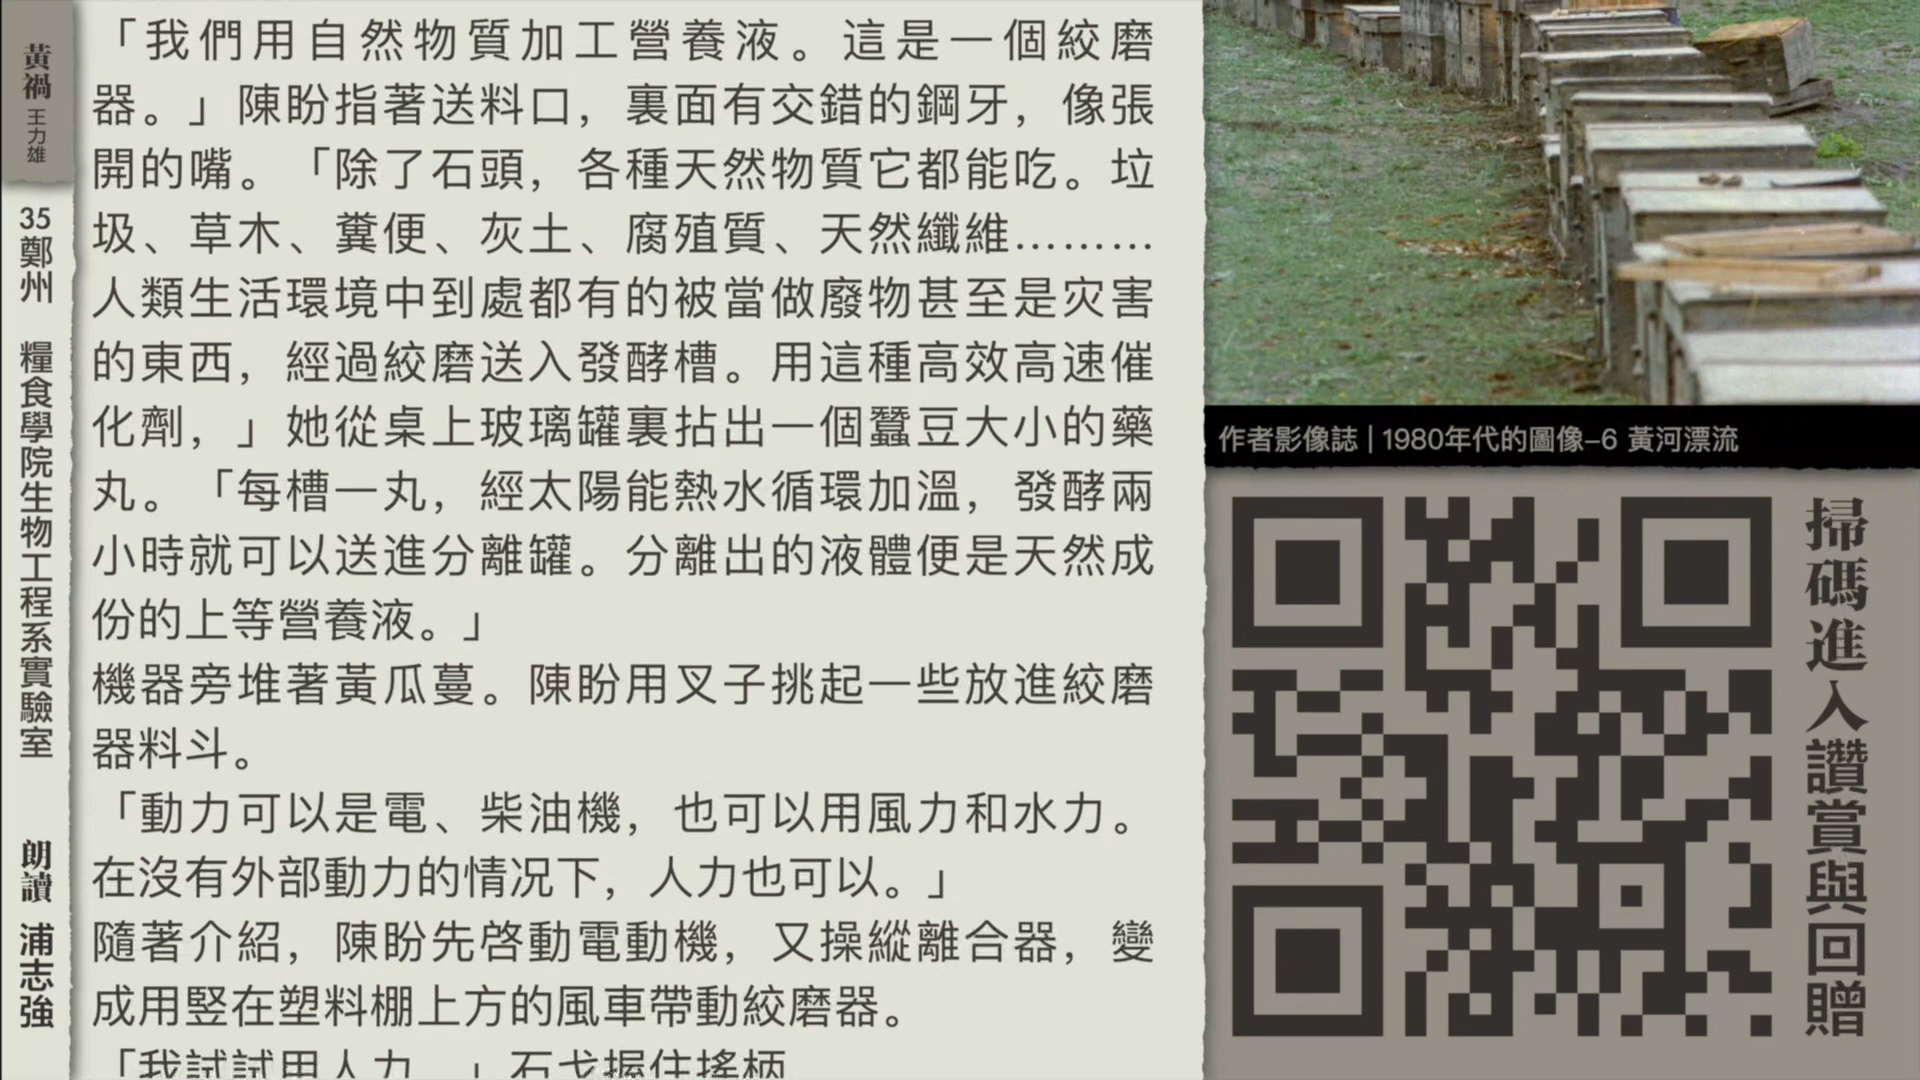 黃禍 王力雄
35鄭州 糧食學院生物工程系實驗室
朗讀 浦志強
「我們用自然物質加工營養液。這是一個絞磨
器。」陳盼指著送料口，裏面有交錯的鋼牙，像張
開的嘴。「除了石頭，各種天然物質它都能吃。垃
圾、草木、糞便、灰土、腐殖質、天然纖維………
人類生活環境中到處都有的被當做廢物甚至是灾害
的東西，經過絞磨送入發酵槽。用這種高效高速催
化劑，」她從桌上玻璃罐裏拈出一個蠶豆大小的藥
丸。「每槽一丸，經太陽能熱水循環加溫，發酵兩
小時就可以送進分離罐。分離出的液體便是天然成
份的上等營養液。」
機器旁堆著黃瓜蔓。陳盼用叉子挑起一些放進絞磨
器料斗。
「動力可以是電、柴油機，也可以用風力和水力。
在沒有外部動力的情況下，人力也可以。」
隨著介紹，陳盼先啓動電動機，又操縱離合器，變
成用竪在塑料棚上方的風車帶動絞磨器。
「我試試用人力。」石戈握住搖柄
作者影像誌｜1980年代的圖像–6 黃河漂流
掃碼進入讚賞與回贈